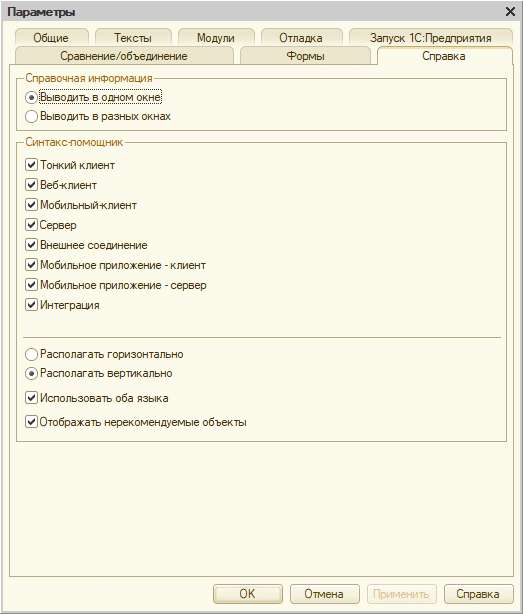 Параметры
Общие
Тексты
Модули
Отладка
Запуск 1С:Предприятия
Сравнение/объединение
Формы
Справка
Справочная информация
Выводить в одном окне
Выводить в разных окнах
Синтакс-помощник
Тонкий клиент
Веб-клиент
Мобильный-клиент
Сервер
Внешнее соединение
Мобильное приложение - клиент
Мобильное приложение - сервер
Интеграция
Располагать горизонтально
Располагать вертикально
Использовать оба языка
Отображать нерекомендуемые объекты
OK
Отмена
Применить
Справка